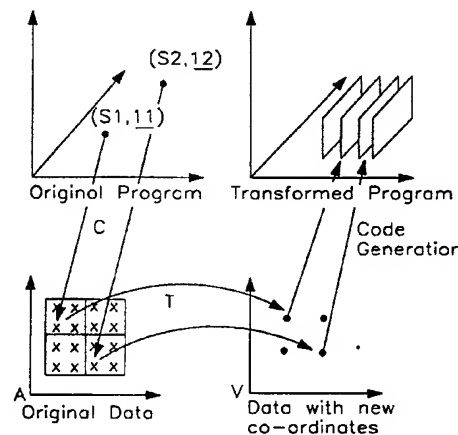 (S2,12)
(S1,11)
Original Program
Transformed Program
C
Code
Generation
T
x x x x
x x x x
x x x x
x x x x
A
Original Data
V
Data with new
co-ordinates